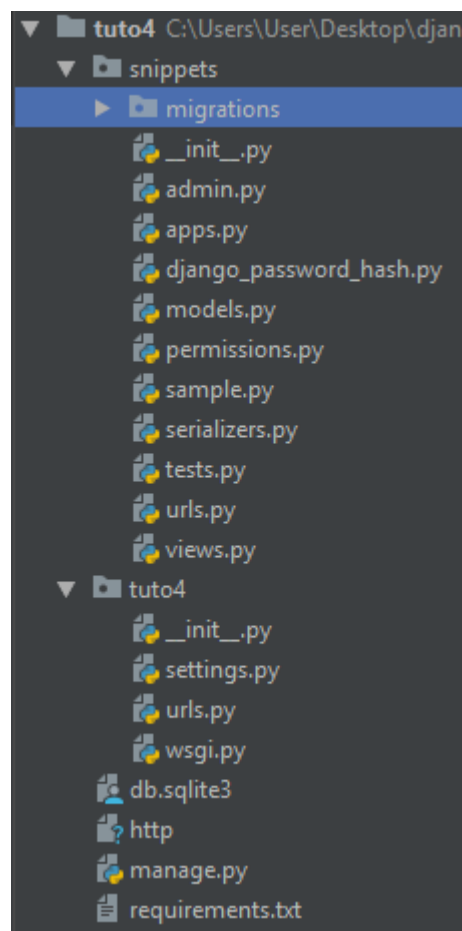 tuto4 C:\Users\User\Desktop\djan
snippets
migrations
__init__.py
admin.py
apps.py
django_password_hash.py
models.py
permissions.py
sample.py
serializers.py
tests.py
urls.py
views.py
tuto4
__init__.py
settings.py
urls.py
wsgi.py
db.sqlite3
http
manage.py
requirements.txt